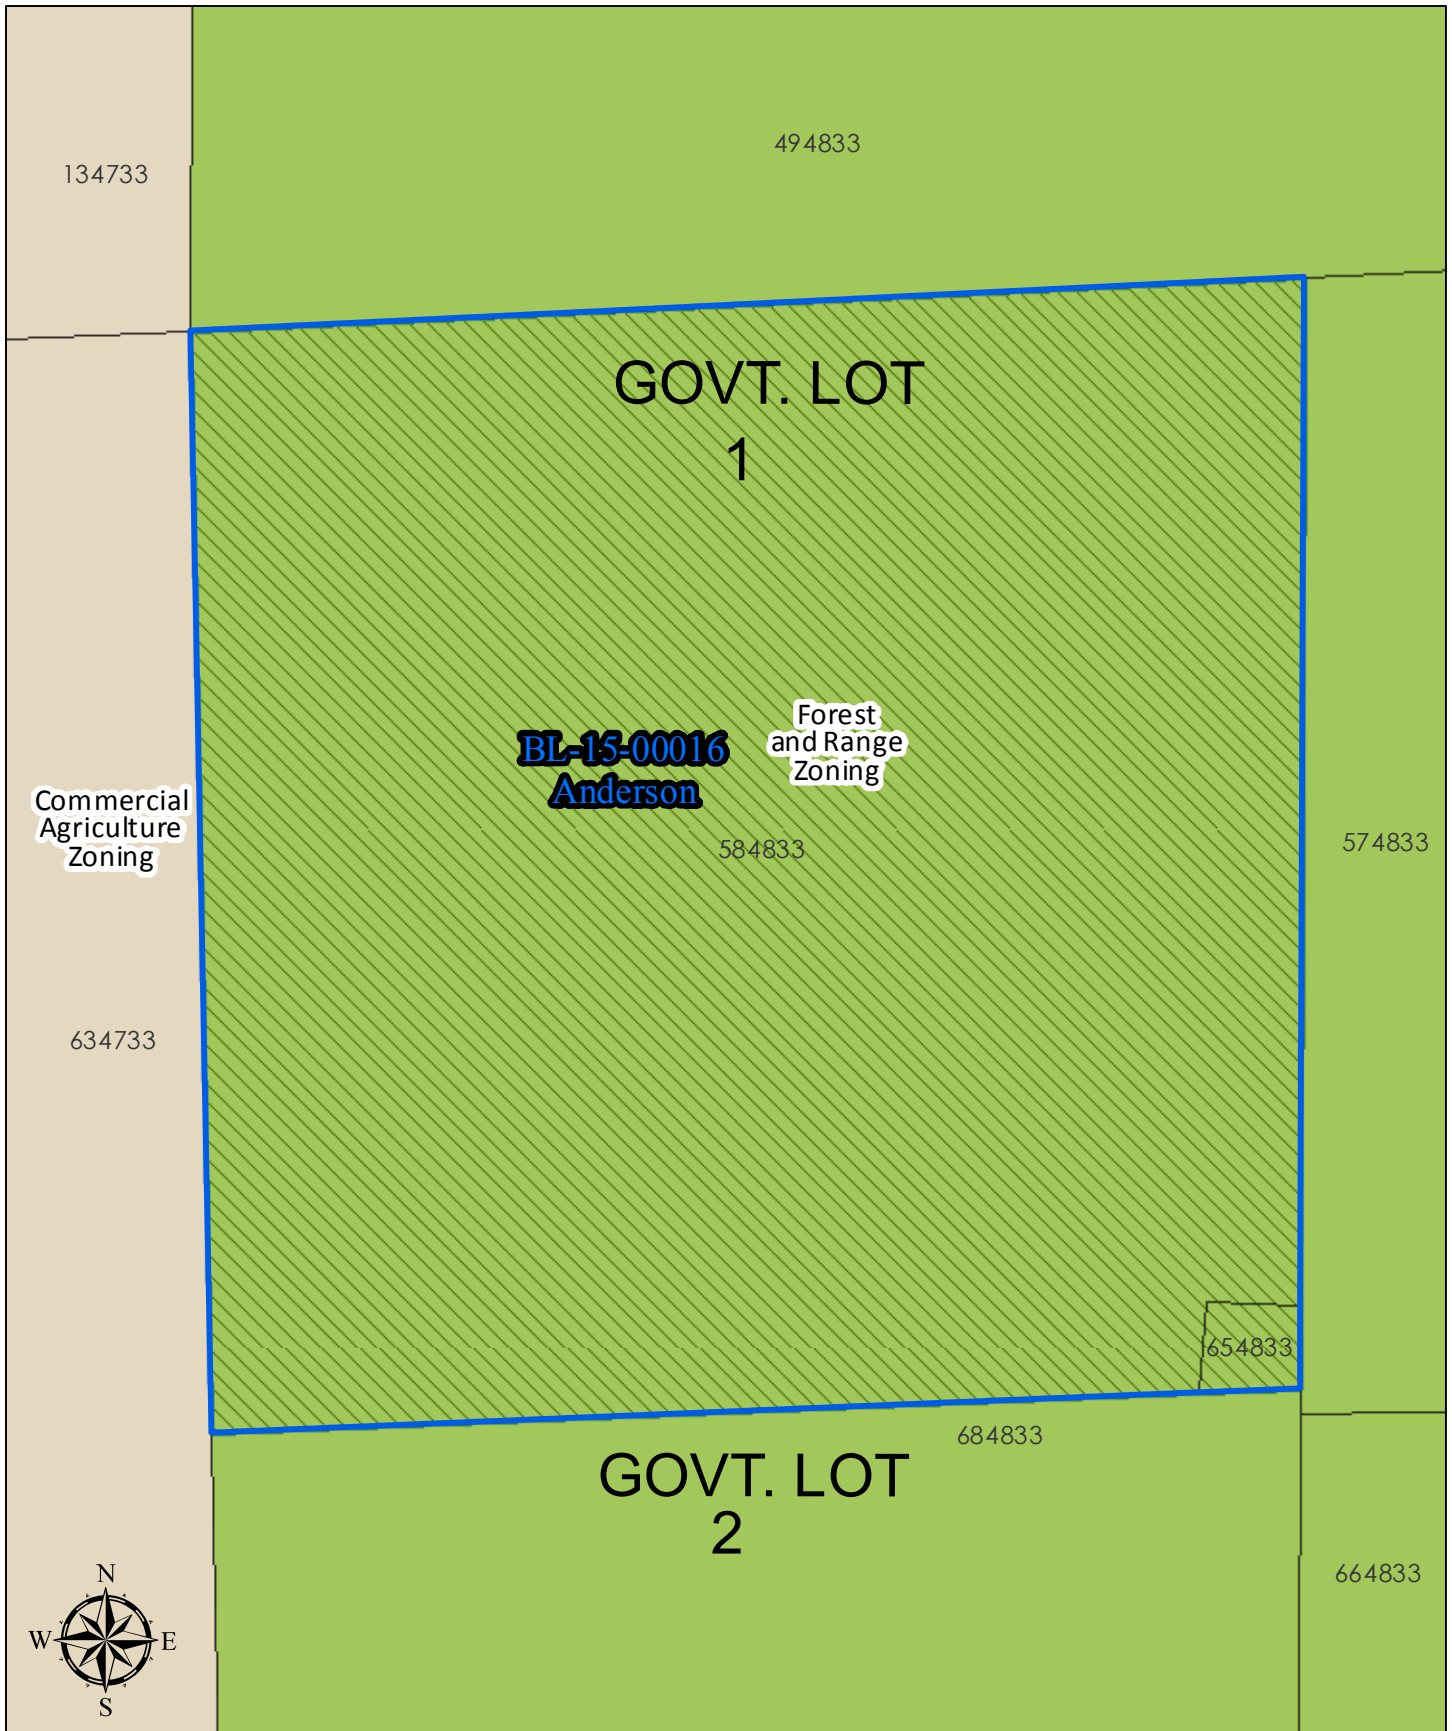 494833
134733
GOVT. LOT
1
Forest
and Range
Zoning
BL-15-00016
Anderson
Commercial
Agriculture
Zoning
584833
574833
634733
654833
684833
GOVT. LOT
2
664833
N
W E
S